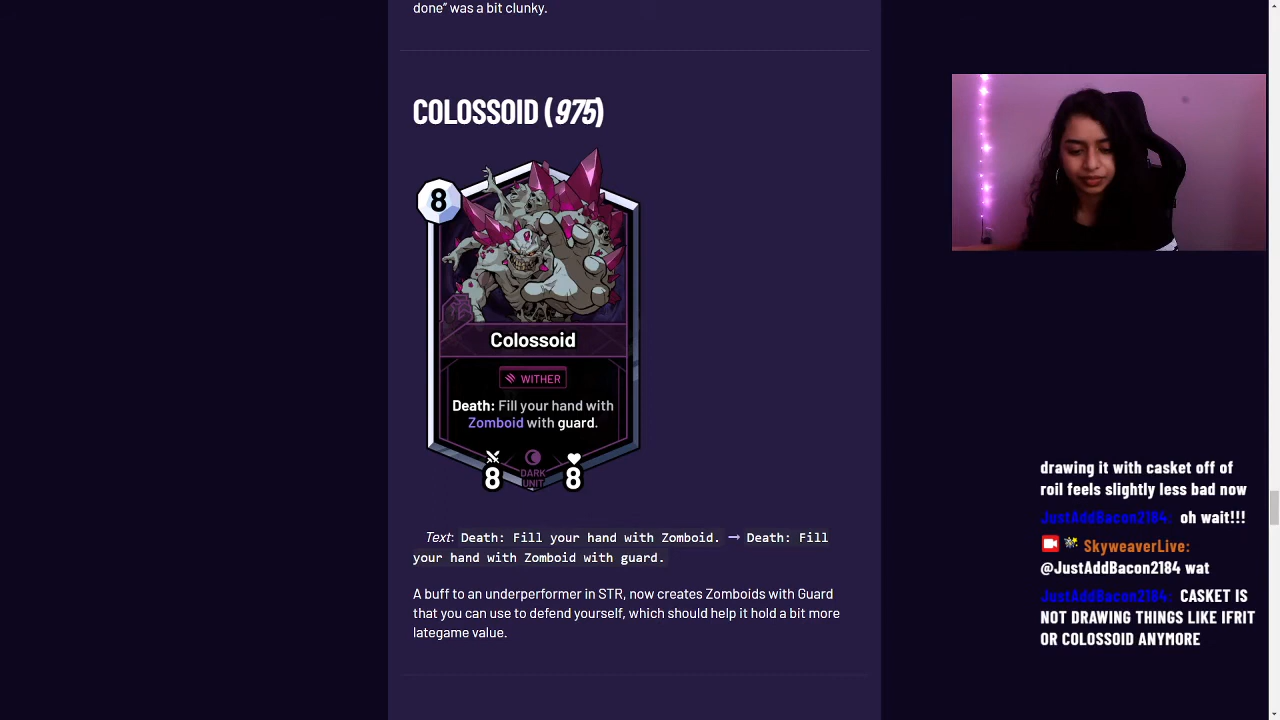 done" was a bit clunky.
COLOSSOID (975)
8
Colossoid
WITHER
Death: Fill your hand with
Zomboid with guard.
8
DARK
UNIT
8
Text: Death: Fill your hand with Zomboid. → Death: Fill
your hand with Zomboid with guard.
A buff to an underperformer in STR, now creates Zomboids with Guard
that you can use to defend yourself, which should help it hold a bit more
lategame value.
drawing it with casket off of
roil feels slightly less bad now
JustAddBacon2184: oh wait!!!
SkyweaverLive:
@JustAddBacon2184 wat
JustAddBacon2184: CASKET IS
NOT DRAWING THINGS LIKE IFRIT
OR COLOSSOID ANYMORE